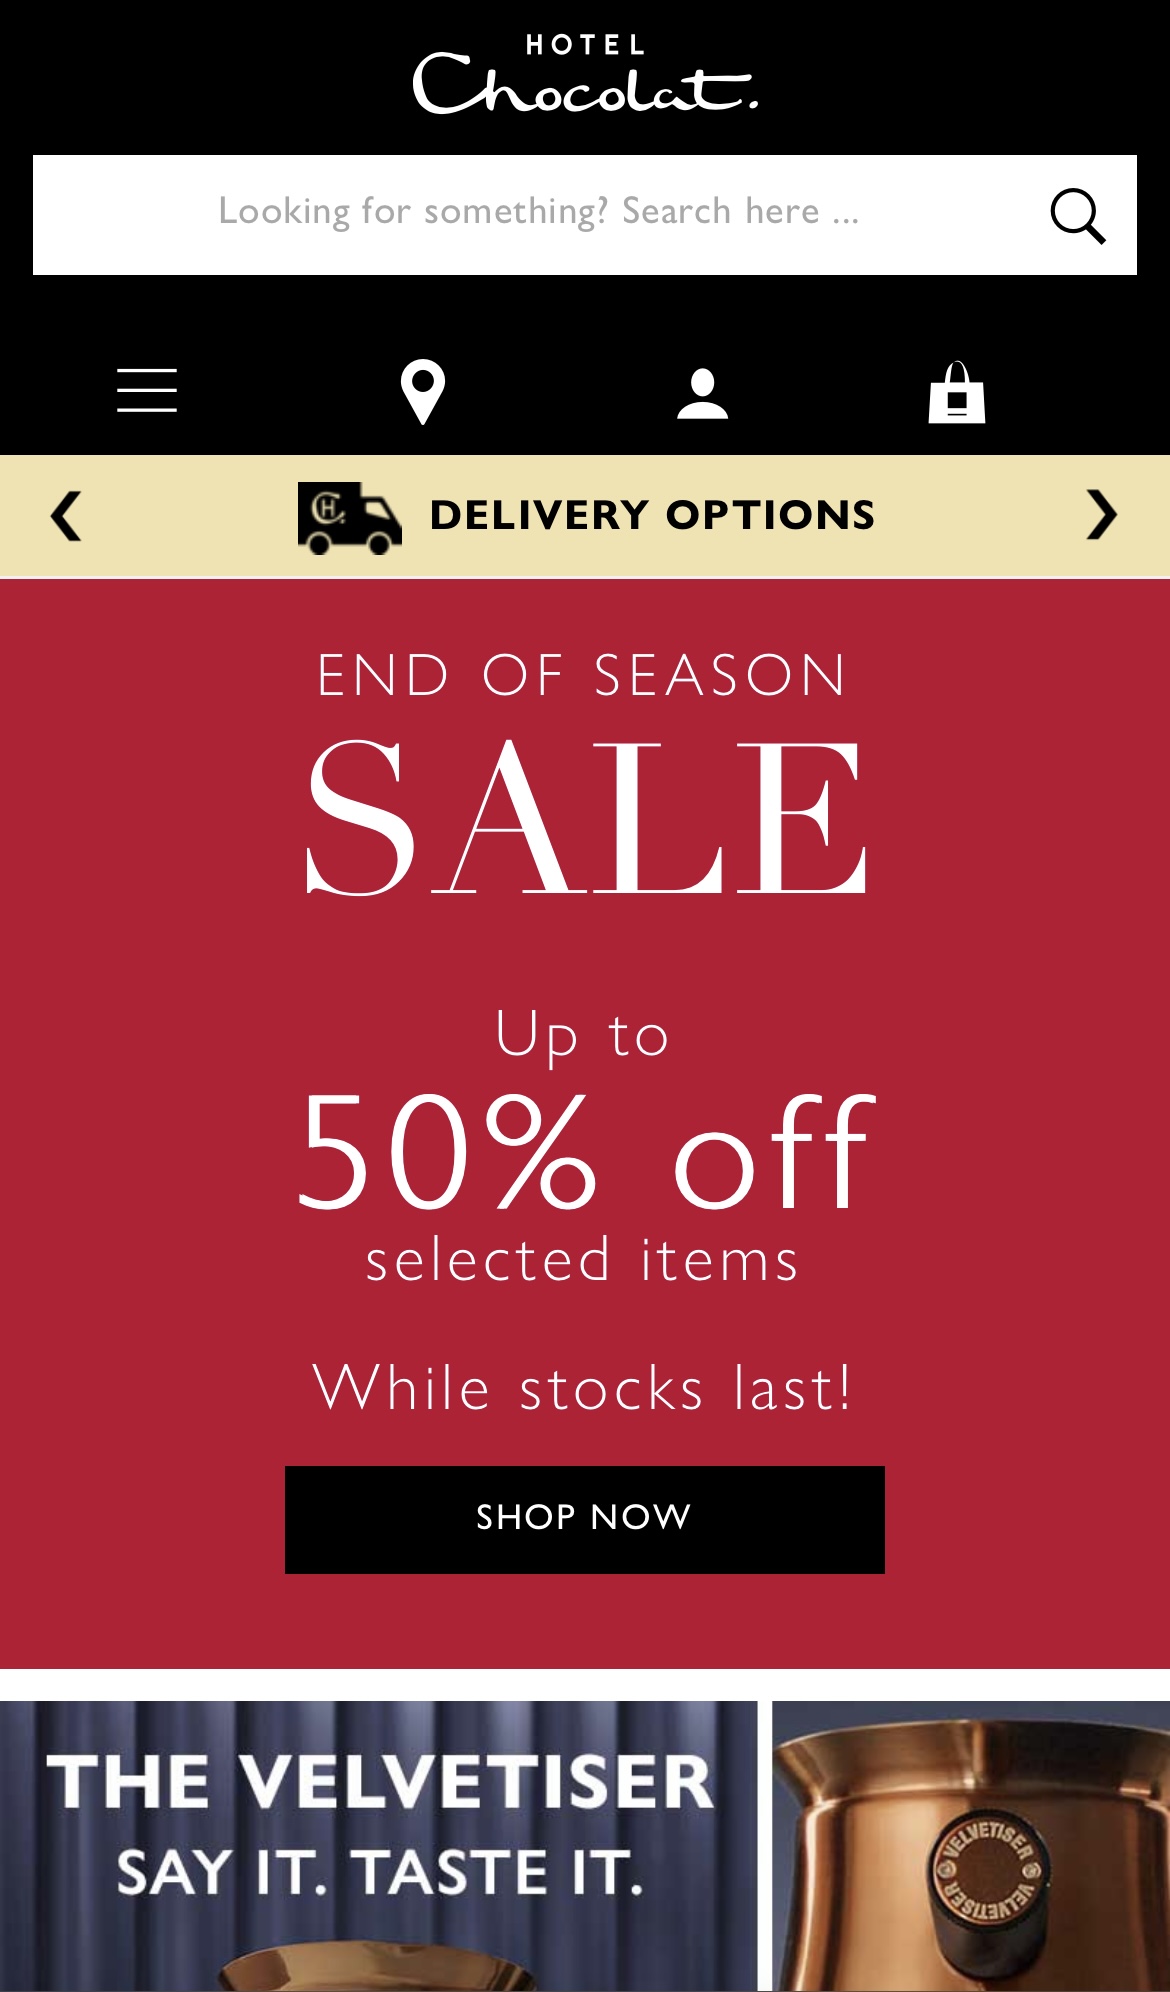 HOTEL
Chocolat.
Looking for something? Search here ...
CH.
DELIVERY OPTIONS
END OF SEASON
SALE
Up to
50% off
selected items
While stocks last!
SHOP NOW
THE VELVETISER
SAY IT. TASTE IT.
VELVETISER
VELVETISER